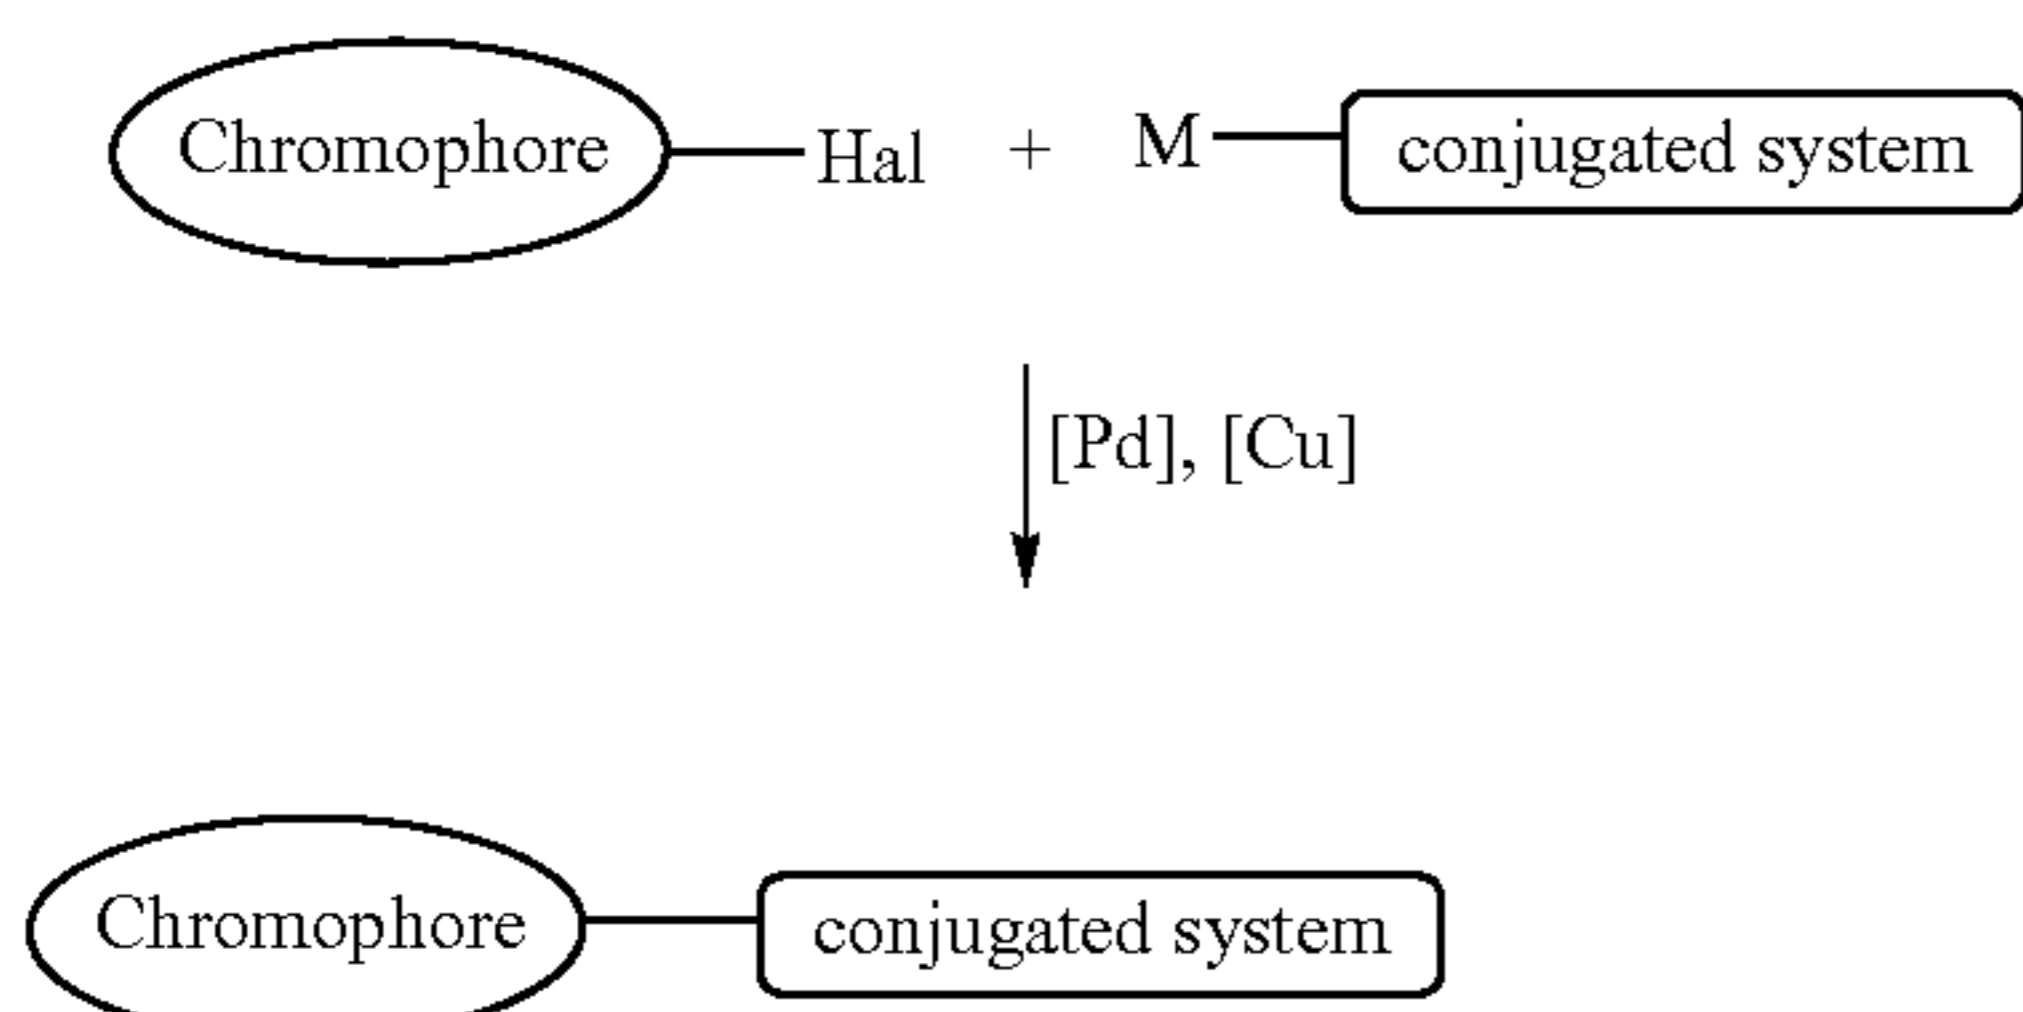 Chromophore Hal + M conjugated system
[Pd], [Cu]
Chromophore conjugated system